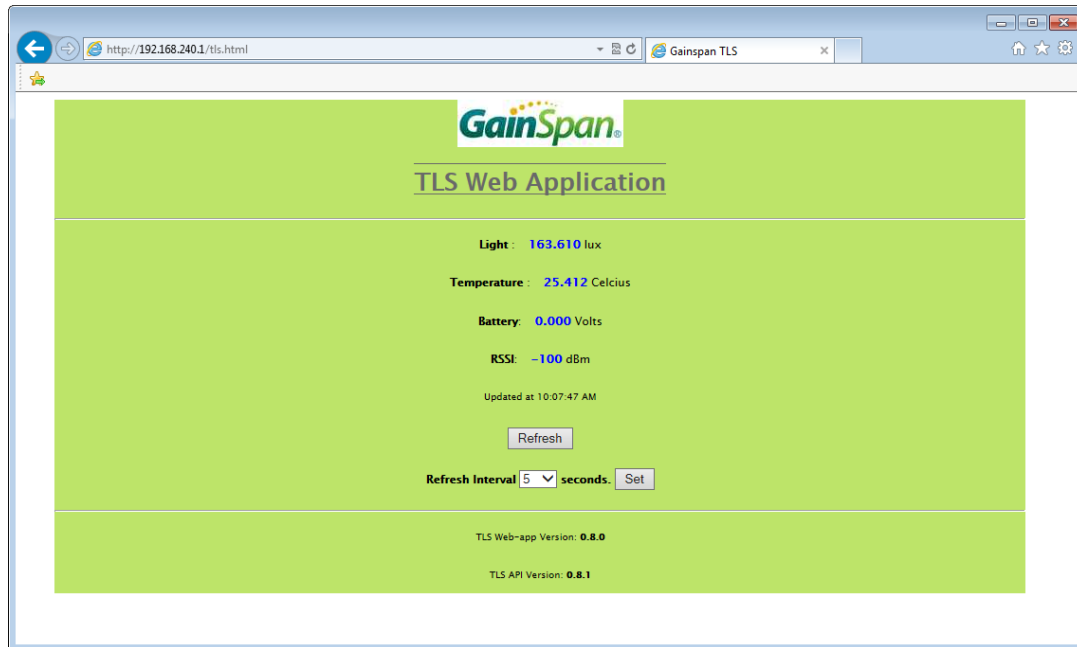 http://192.168.240.1/tls.html
Gainspan TLS
GainSpan®
TLS Web Application
Light : 163.610 lux
Temperature : 25.412 Celcius
Battery: 0.000 Volts
RSSI: -100 dBm
Updated at 10:07:47 AM
Refresh
Refresh Interval 5 seconds. Set
TLS Web-app Version: 0.8.0
TLS API Version: 0.8.1